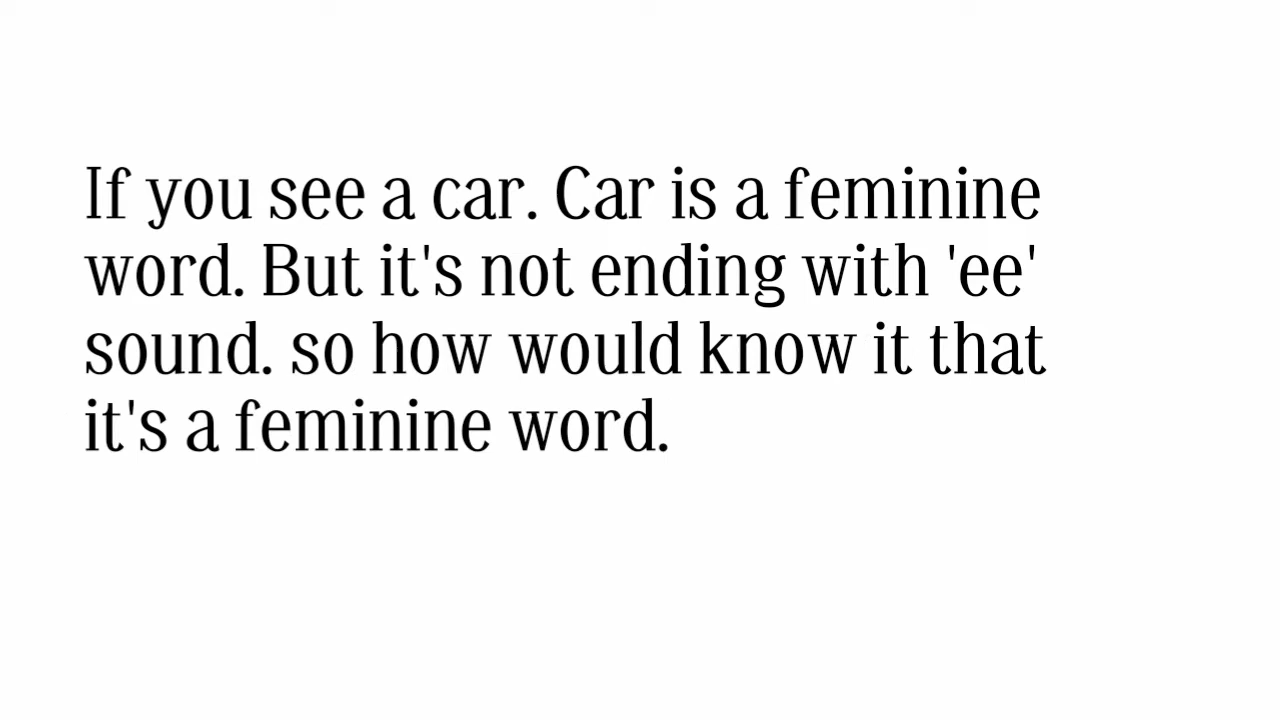 If you see a car. Car is a feminine
word. But it's not ending with 'ee'
sound. so how would know it that
it's a feminine word.